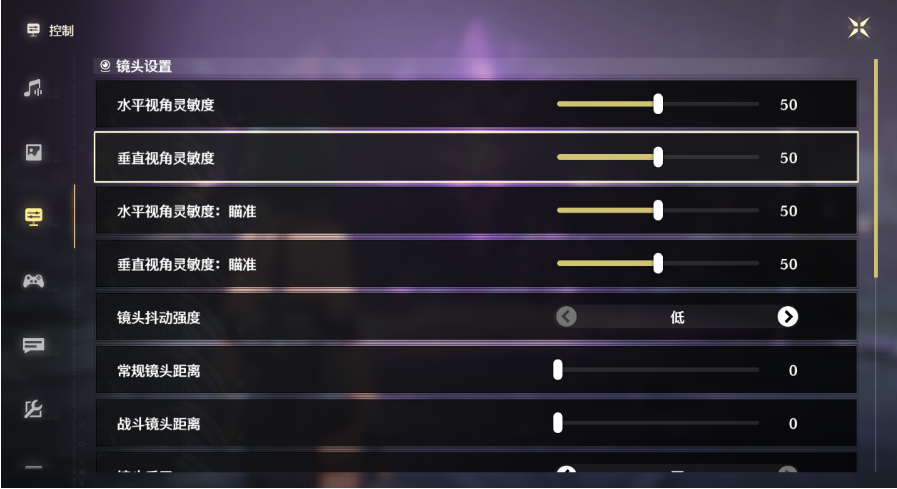 控制
镜头设置
水平视角灵敏度 50
垂直视角灵敏度 50
水平视角灵敏度：瞄准 50
垂直视角灵敏度：瞄准 50
镜头抖动强度 低
常规镜头距离 0
战斗镜头距离 0